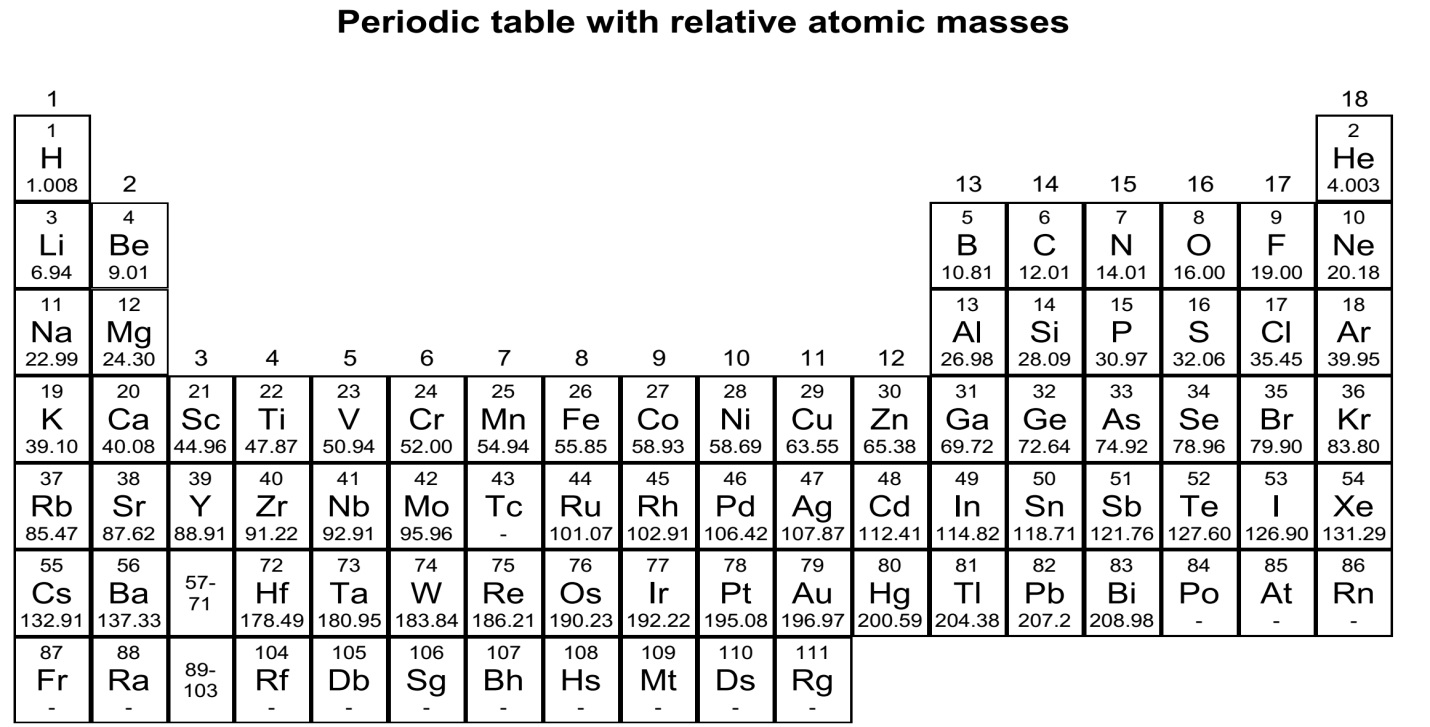 Periodic table with relative atomic masses
1 18
1 2
H He
1.008 2 13 14 15 16 17 4.003
3 4 5 6 7 8 9 10
Li Be B C N O F Ne
6.94 9.01 10.81 12.01 14.01 16.00 19.00 20.18
11 12 13 14 15 16 17 18
Na Mg Al Si P S Cl Ar
22.99 24.30 3 4 5 6 7 8 9 10 11 12 26.98 28.09 30.97 32.06 35.45 39.95
19 20 21 22 23 24 25 26 27 28 29 30 31 32 33 34 35 36
K Ca Sc Ti V Cr Mn Fe Co Ni Cu Zn Ga Ge As Se Br Kr
39.10 40.08 44.96 47.87 50.94 52.00 54.94 55.85 58.93 58.69 63.55 65.38 69.72 72.64 74.92 78.96 79.90 83.80
37 38 39 40 41 42 43 44 45 46 47 48 49 50 51 52 53 54
Rb Sr Y Zr Nb Mo Tc Ru Rh Pd Ag Cd In Sn Sb Te I Xe
85.47 87.62 88.91 91.22 92.91 95.96 - 101.07 102.91 106.42 107.87 112.41 114.82 118.71 121.76 127.60 126.90 131.29
55 56 57-71 72 73 74 75 76 77 78 79 80 81 82 83 84 85 86
Cs Ba Hf Ta W Re Os Ir Pt Au Hg Tl Pb Bi Po At Rn
132.91 137.33 178.49 180.95 183.84 186.21 190.23 192.22 195.08 196.97 200.59 204.38 207.2 208.98 - - -
87 88 89-103 104 105 106 107 108 109 110 111
Fr Ra Rf Db Sg Bh Hs Mt Ds Rg
- - - - - - - - - -